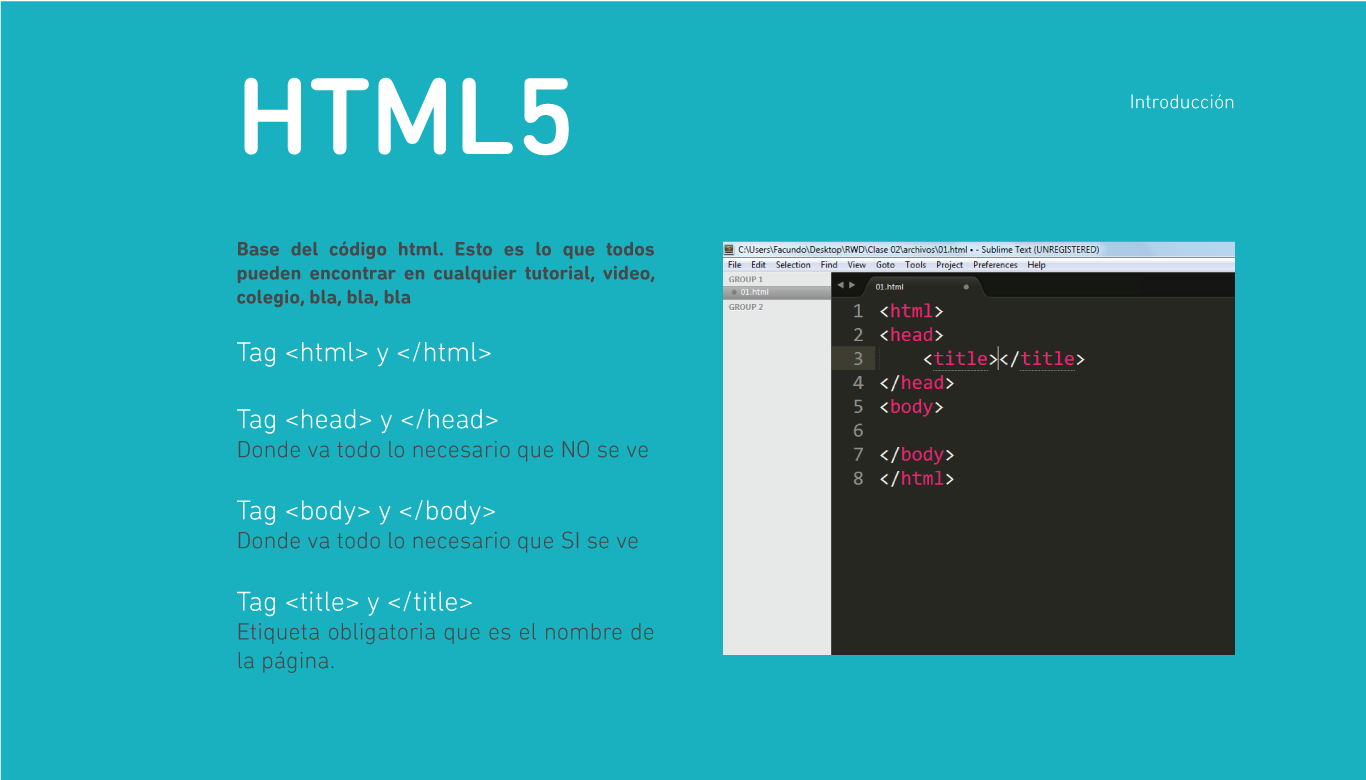 HTML5
Introducción
Base del código html. Esto es lo que todos
pueden encontrar en cualquier tutorial, video,
colegio, bla, bla, bla
Tag <html> y </html>
Tag <head> y </head>
Donde va todo lo necesario que NO se ve
Tag <body> y </body>
Donde va todo lo necesario que SI se ve
Tag <title> y </title>
Etiqueta obligatoria que es el nombre de
la página.
C:\Users\Facundo\Desktop\RWD\Clase 02\archivos\01.html • - Sublime Text (UNREGISTERED)
File Edit Selection Find View Goto Tools Project Preferences Help
GROUP 1
01.html
GROUP 2
01.html
1 <html>
2 <head>
3 <title></title>
4 </head>
5 <body>
6
7 </body>
8 </html>